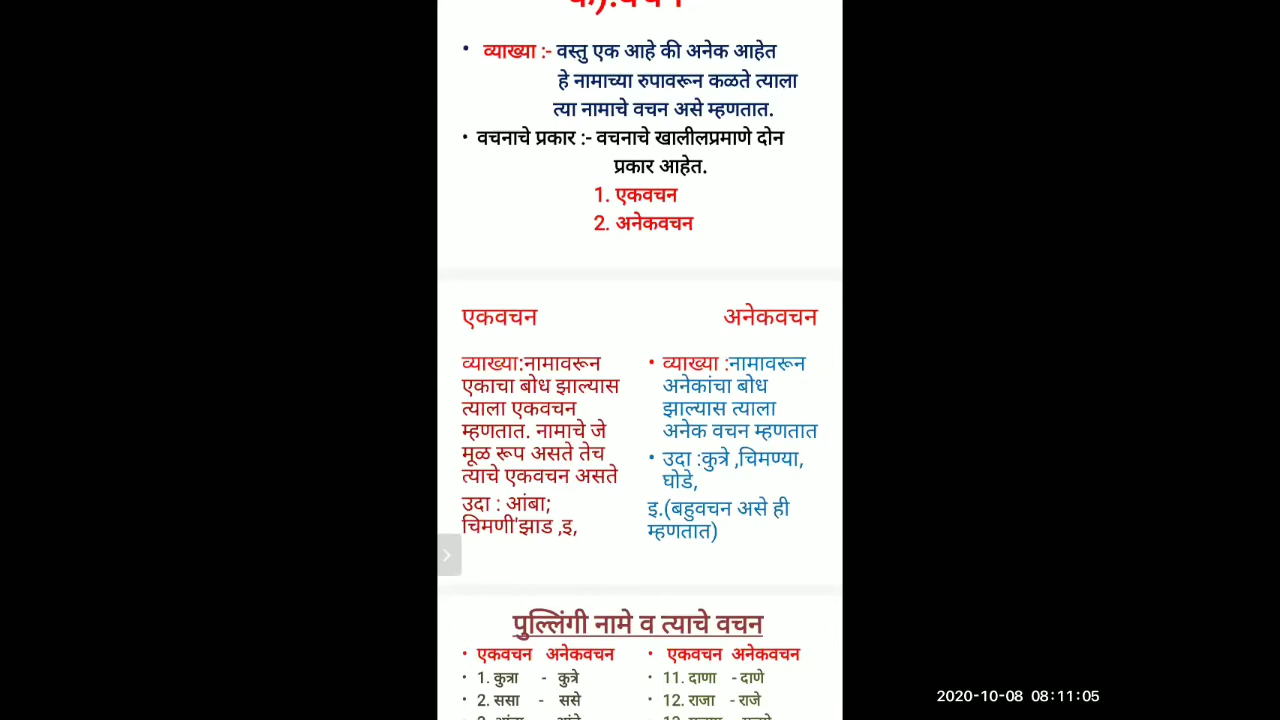 क).वचन
• व्याख्या :- वस्तु एक आहे की अनेक आहेत
हे नामाच्या रुपावरून कळते त्याला
त्या नामाचे वचन असे म्हणतात.
• वचनाचे प्रकार :- वचनाचे खालीलप्रमाणे दोन
प्रकार आहेत.
1. एकवचन
2. अनेकवचन
एकवचन
व्याख्या:नामावरून
एकाचा बोध झाल्यास
त्याला एकवचन
म्हणतात. नामाचे जे
मूळ रूप असते तेच
त्याचे एकवचन असते
उदा : आंबा;
चिमणी'झाड ,इ,
अनेकवचन
• व्याख्या :नामावरून
अनेकांचा बोध
झाल्यास त्याला
अनेक वचन म्हणतात
• उदा :कुत्रे ,चिमण्या,
घोडे,
इ.(बहुवचन असे ही
म्हणतात)
पुल्लिंगी नामे व त्याचे वचन
• एकवचन अनेकवचन
• 1. कुत्रा - कुत्रे
• 2. ससा - ससे
• एकवचन अनेकवचन
• 11. दाणा - दाणे
• 12. राजा - राजे
2020-10-08 08:11:05